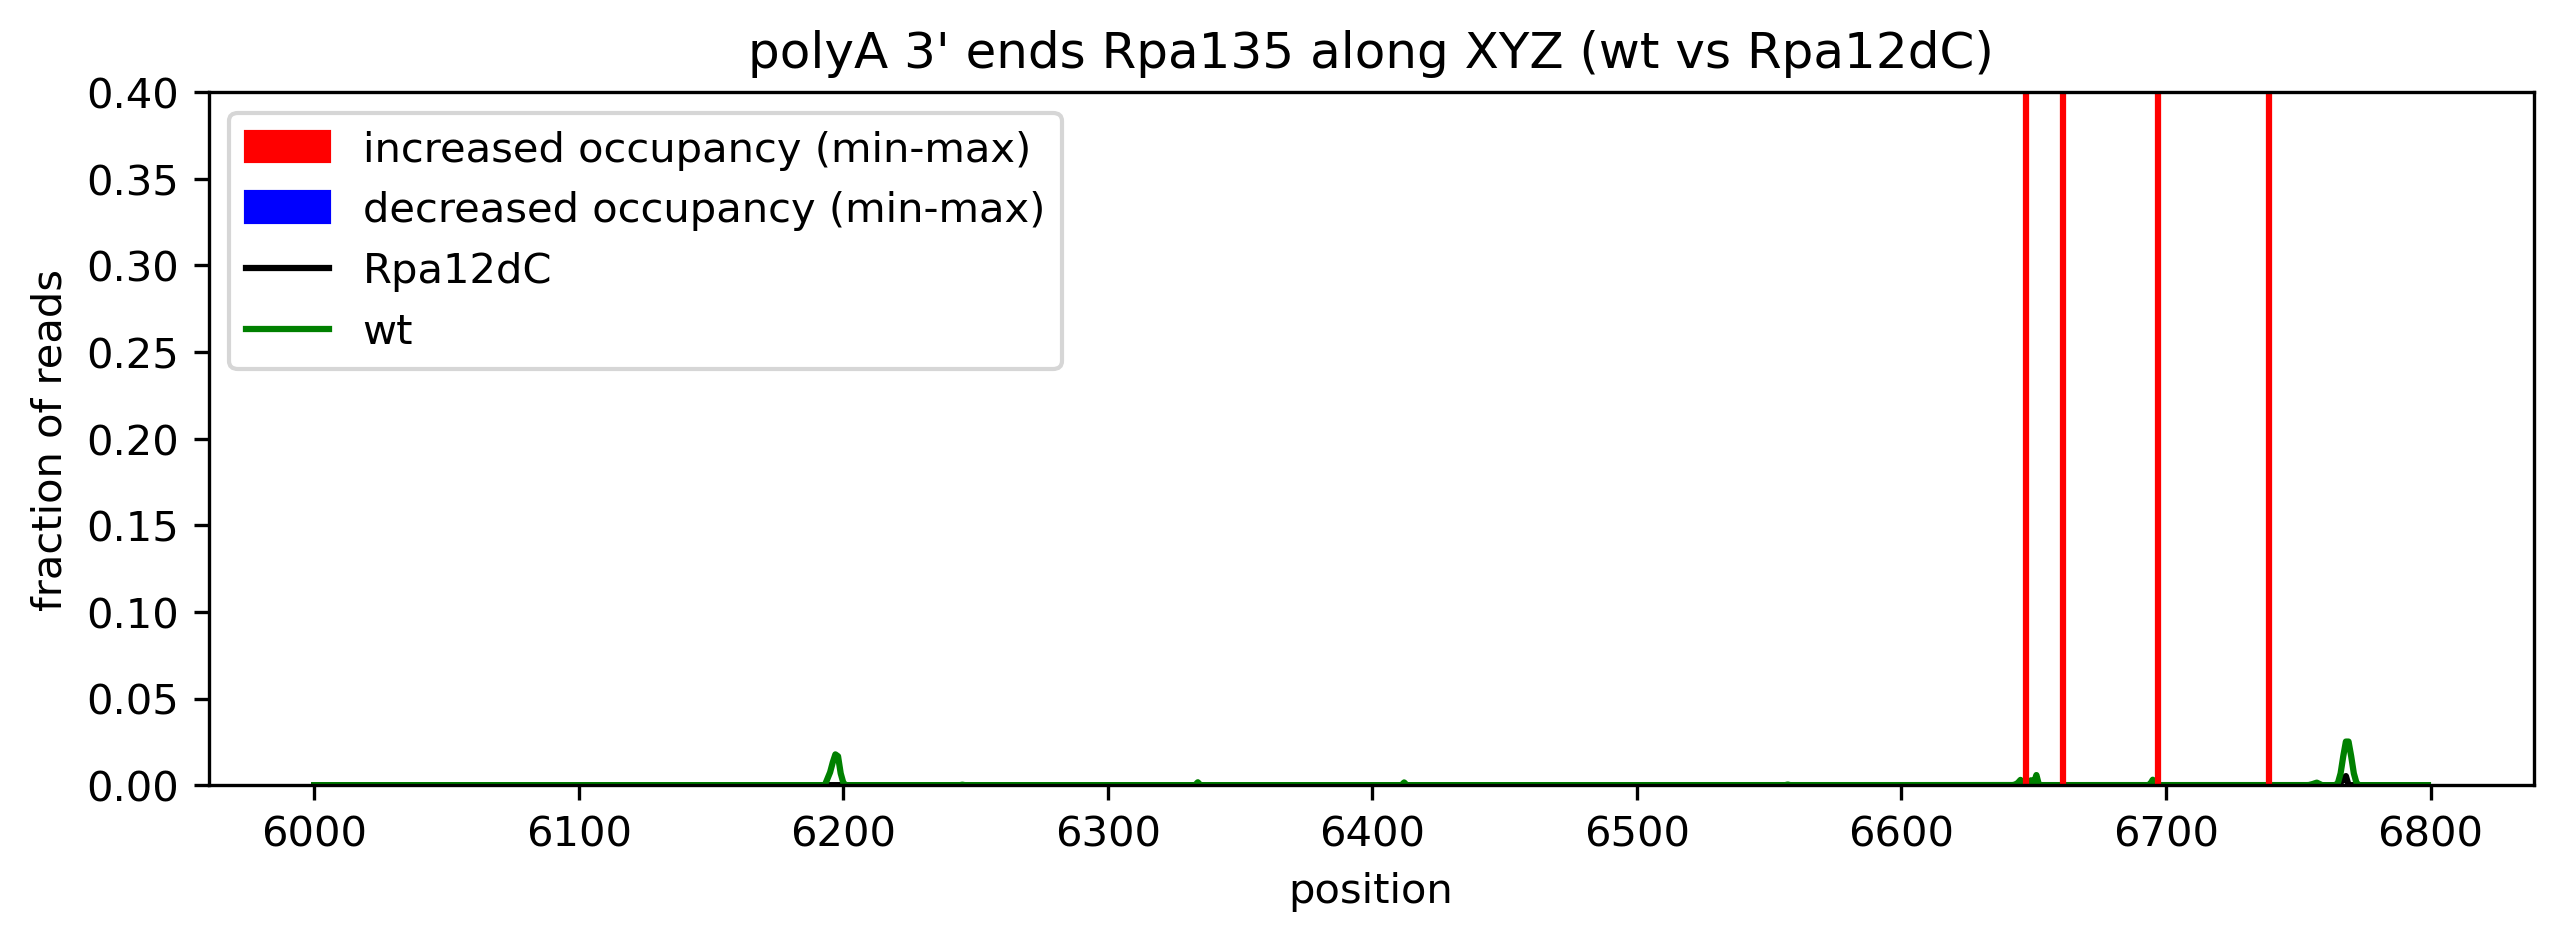 polyA 3' ends Rpa135 along XYZ (wt vs Rpa12dC)
fraction of reads
0.40
0.35
0.30
0.25
0.20
0.15
0.10
0.05
0.00
increased occupancy (min-max)
decreased occupancy (min-max)
Rpa12dC
wt
6000 6100 6200 6300 6400 6500 6600 6700 6800
position